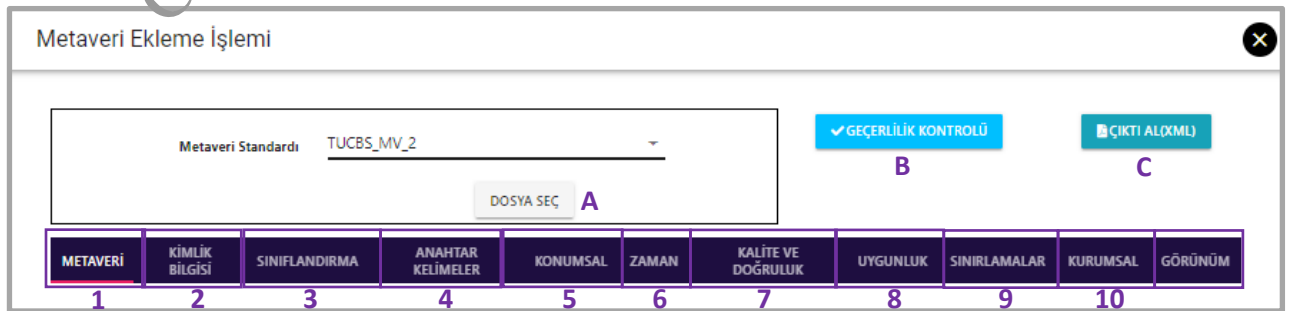 Metaveri Ekleme İşlemi
Metaveri Standardı TUCBS_MV_2
DOSYA SEÇ A
GEÇERLİLİK KONTROLÜ
B
ÇIKTI AL(XML)
C
METAVERİ
KİMLİK
BİLGİSİ
SINIFLANDIRMA
ANAHTAR
KELİMELER
KONUMSAL
ZAMAN
KALİTE VE
DOĞRULUK
UYGUNLUK
SINIRLAMALAR
KURUMSAL
GÖRÜNÜM
1 2 3 4 5 6 7 8 9 10